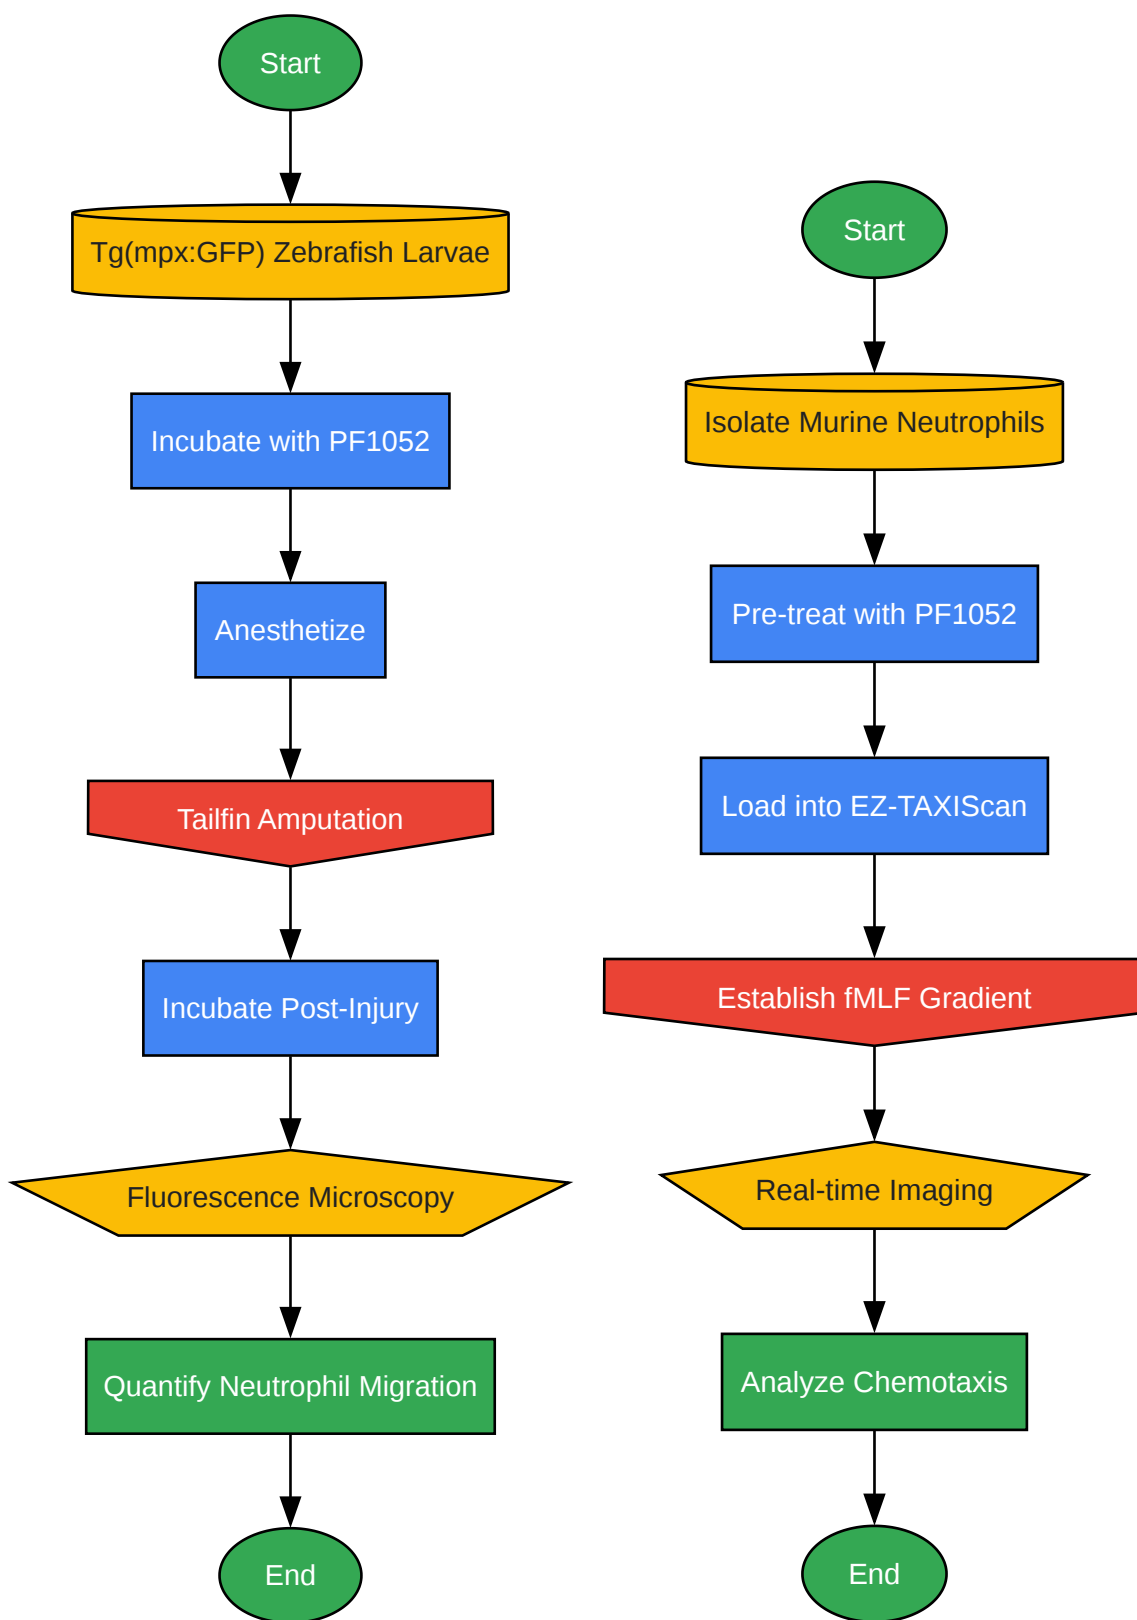 Start
Tg(mpx:GFP) Zebrafish Larvae
Incubate with PF1052
Anesthetize
Tailfin Amputation
Incubate Post-Injury
Fluorescence Microscopy
Quantify Neutrophil Migration
End
Start
Isolate Murine Neutrophils
Pre-treat with PF1052
Load into EZ-TAXIScan
Establish fMLF Gradient
Real-time Imaging
Analyze Chemotaxis
End